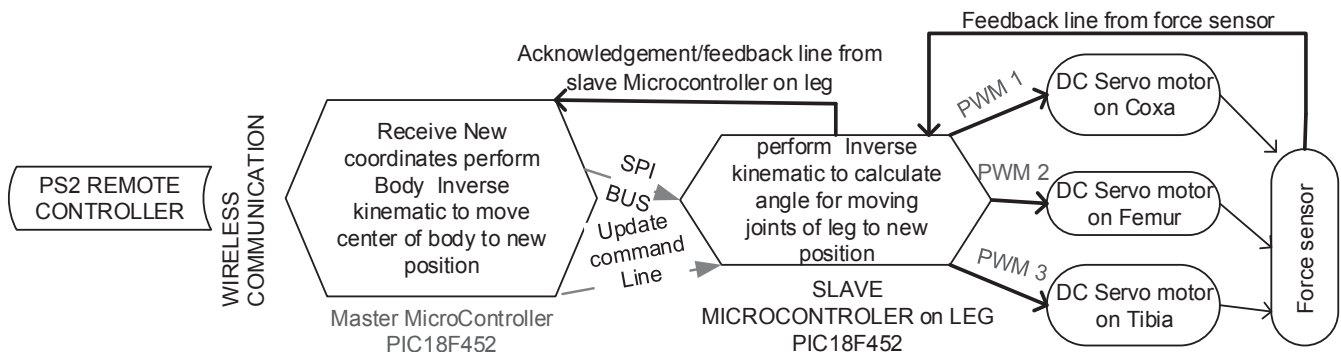 PS2 REMOTE
CONTROLLER
WIRELESS
COMMUNICATION
Receive New
coordinates perform
Body Inverse
kinematic to move
center of body to new
position
Master MicroController
PIC18F452
Acknowledgement/feedback line from
slave Microcontroller on leg
SPI
BUS
Update
command
Line
perform Inverse
kinematic to calculate
angle for moving
joints of leg to new
position
SLAVE
MICROCONTROLER on LEG
PIC18F452
Feedback line from force sensor
PWM 1
DC Servo motor
on Coxa
PWM 2
DC Servo motor
on Femur
PWM 3
DC Servo motor
on Tibia
Force sensor